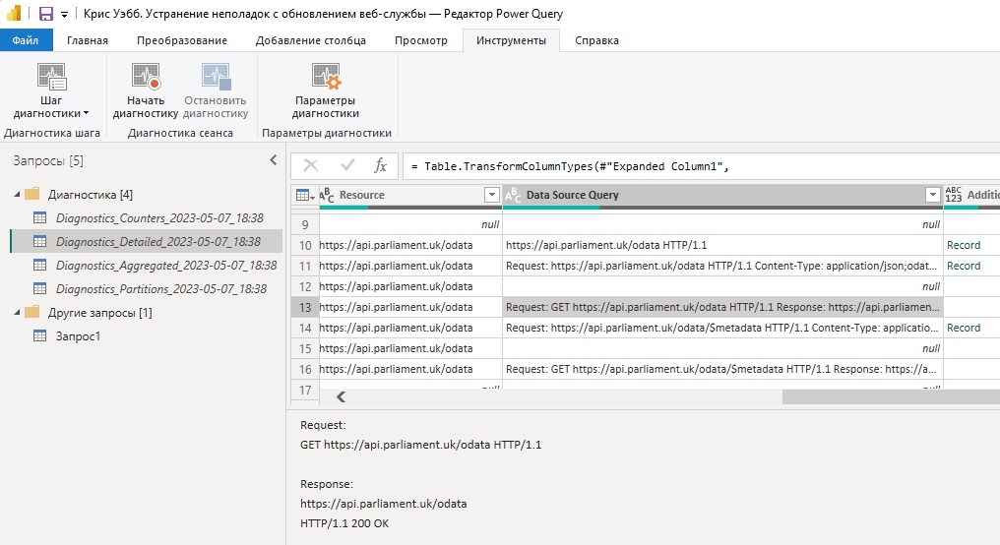 Крис Уэбб. Устранение неполадок с обновлением веб-службы — Редактор Power Query
Файл Главная Преобразование Добавление столбца Просмотр Инструменты Справка
Шаг диагностики
Начать диагностику
Остановить диагностику
Параметры диагностики
Диагностика шага Диагностика сеанса Параметры диагностики
Запросы [5]
= Table.TransformColumnTypes(#"Expanded Column1",
Диагностика [4]
Diagnostics_Counters_2023-05-07_18:38
Diagnostics_Detailed_2023-05-07_18:38
Diagnostics_Aggregated_2023-05-07_18:38
Diagnostics_Partitions_2023-05-07_18:38
Другие запросы [1]
Запрос1
ABC Resource ABC Data Source Query ABC 123 Additio
9 null null
10 https://api.parliament.uk/odata https://api.parliament.uk/odata HTTP/1.1 Record
11 https://api.parliament.uk/odata Request: https://api.parliament.uk/odata HTTP/1.1 Content-Type: application/json;odat... Record
12 https://api.parliament.uk/odata null
13 https://api.parliament.uk/odata Request: GET https://api.parliament.uk/odata HTTP/1.1 Response: https://api.parliamen...
14 https://api.parliament.uk/odata Request: https://api.parliament.uk/odata/$metadata HTTP/1.1 Content-Type: applicatio... Record
15 https://api.parliament.uk/odata null
16 https://api.parliament.uk/odata Request: GET https://api.parliament.uk/odata/$metadata HTTP/1.1 Response: https://a...
17 null null
Request:
GET https://api.parliament.uk/odata HTTP/1.1
Response:
https://api.parliament.uk/odata
HTTP/1.1 200 OK